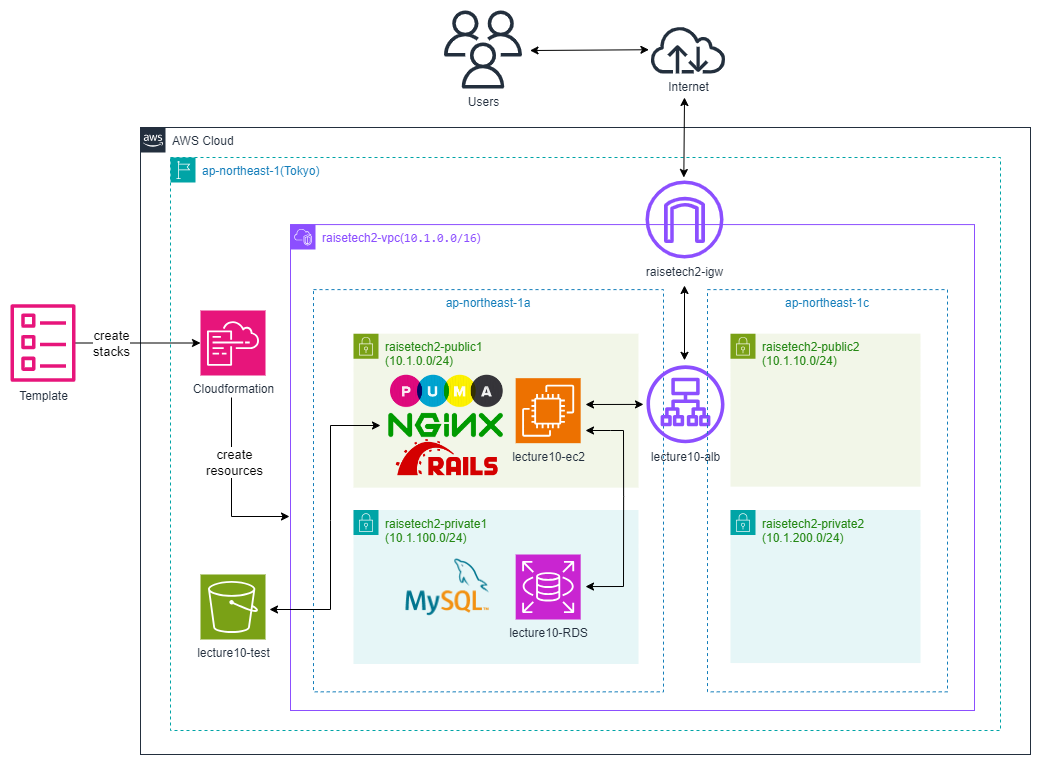 Users
Internet
aws
AWS Cloud
ap-northeast-1(Tokyo)
raisetech2-igw
raisetech2-vpc(10.1.0.0/16)
ap-northeast-1a
ap-northeast-1c
Template
create
stacks
Cloudformation
create
resources
lecture10-test
raisetech2-public1
(10.1.0.0/24)
PUMA
NGINX
RAILS
lecture10-ec2
lecture10-alb
raisetech2-public2
(10.1.10.0/24)
raisetech2-private1
(10.1.100.0/24)
MySQL™
lecture10-RDS
raisetech2-private2
(10.1.200.0/24)